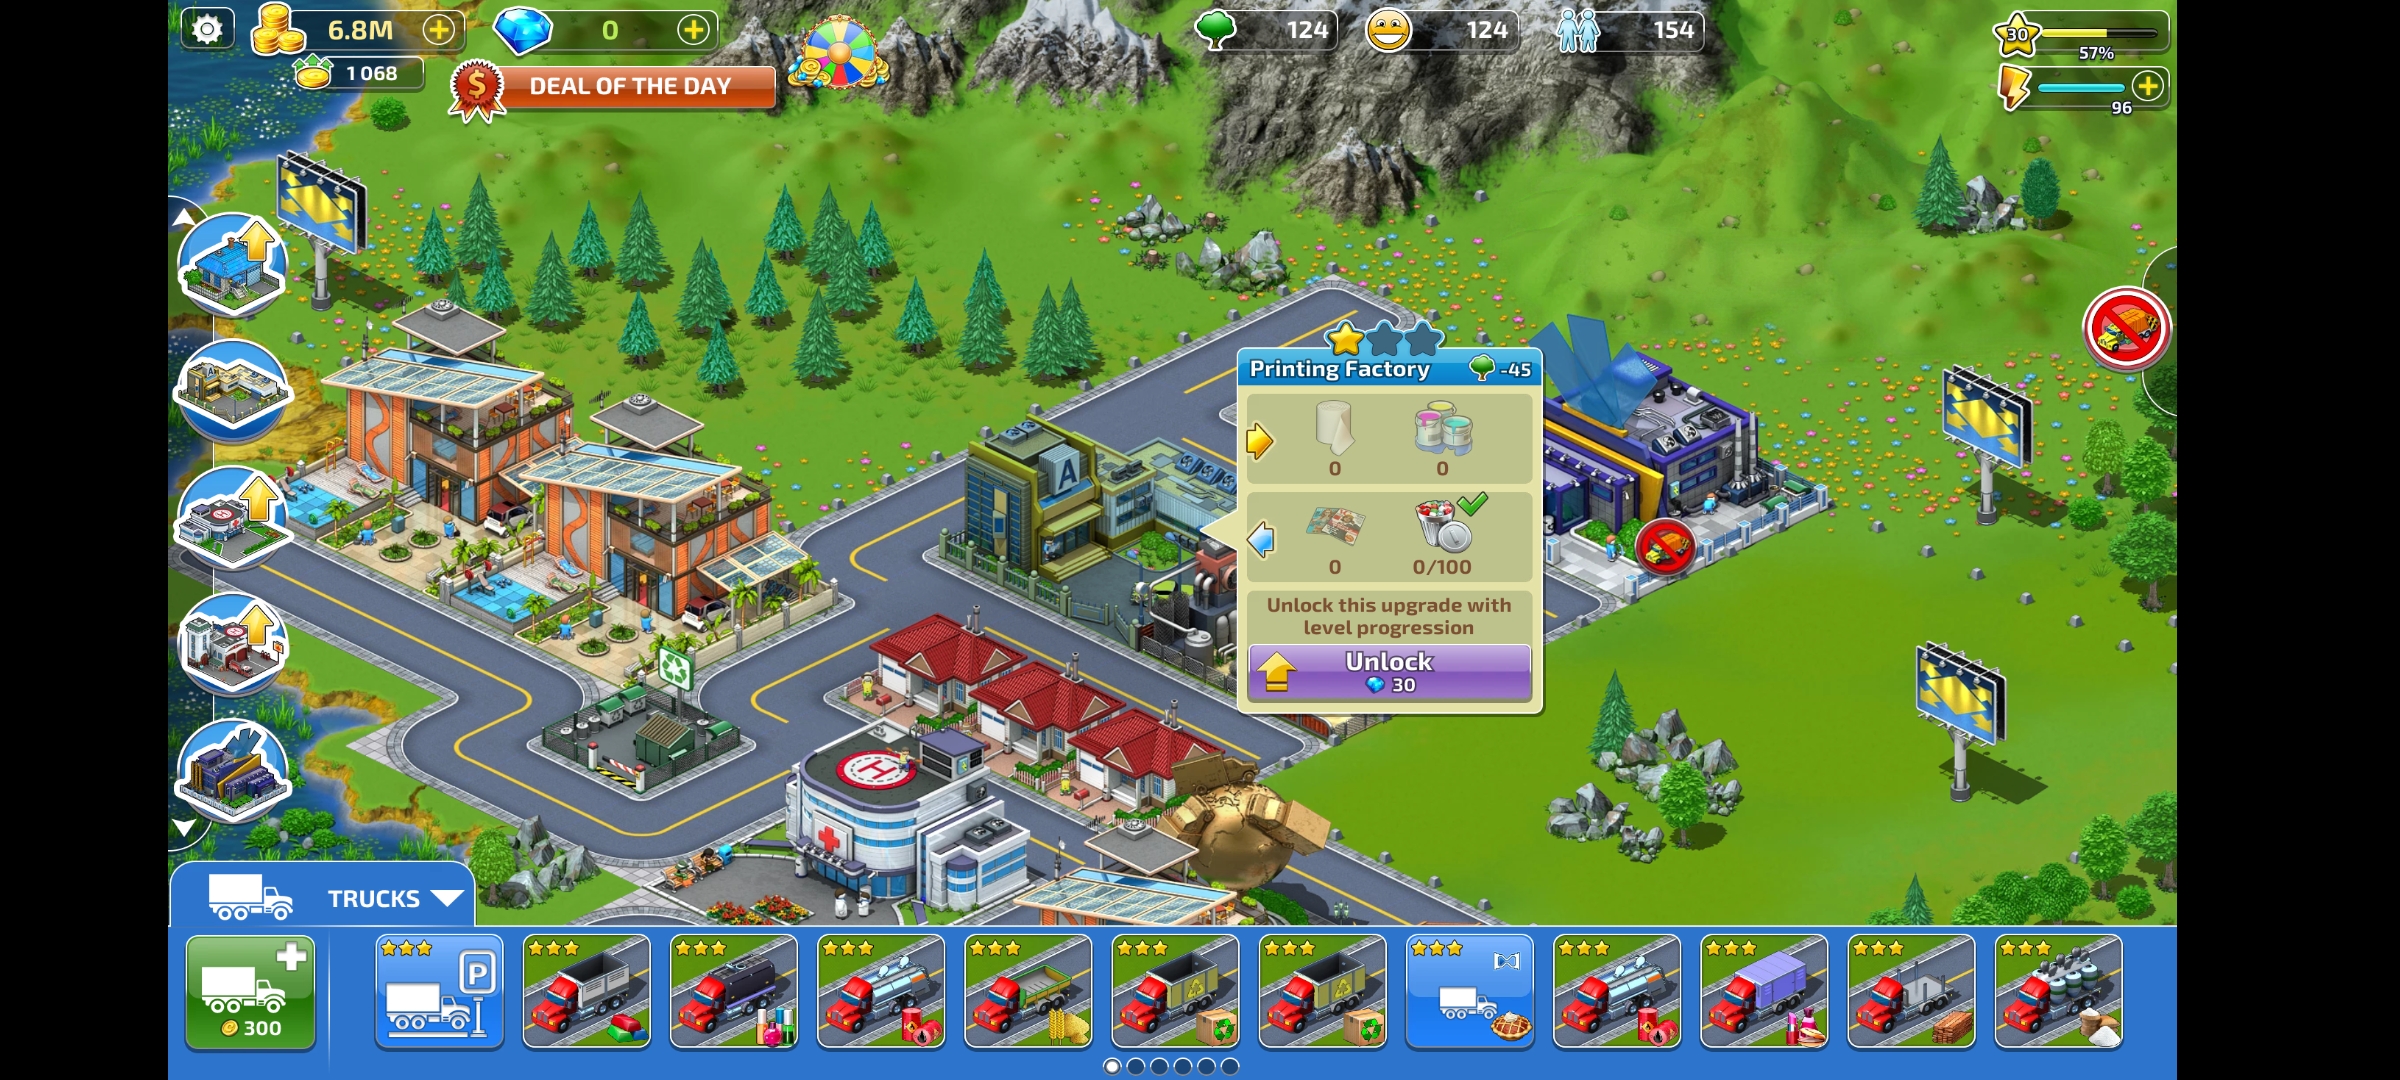 6.8M
0
124
124
154
30
57%
1 068
DEAL OF THE DAY
96
Printing Factory
-45
A
0
0
0
0/100
Unlock this upgrade with
level progression
Unlock
30
H
TRUCKS
300
P